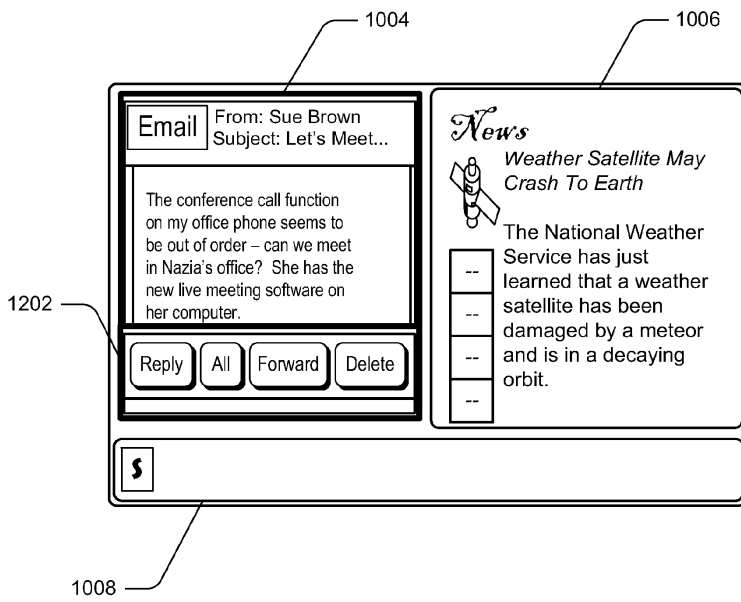 1004
1006
Email
From: Sue Brown
Subject: Let's Meet...
The conference call function
on my office phone seems to
be out of order – can we meet
in Nazia's office?  She has the
new live meeting software on
her computer.
1202
Reply
All
Forward
Delete
News
Weather Satellite May
Crash To Earth
The National Weather
Service has just
learned that a weather
satellite has been
damaged by a meteor
and is in a decaying
orbit.
--
--
--
--
S
1008